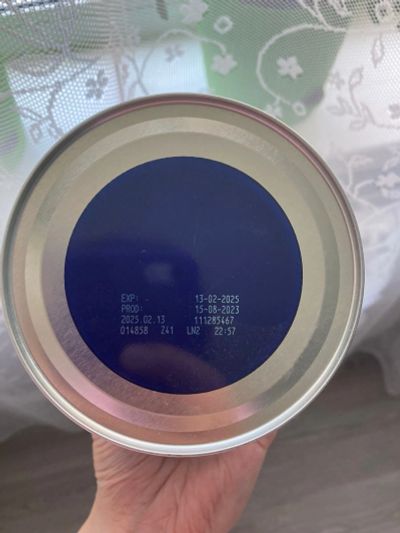 EXP: - 13-02-2025
PROD: 15-08-2023
2025.02.13 111285467
014858 Z41 LN2 22:57